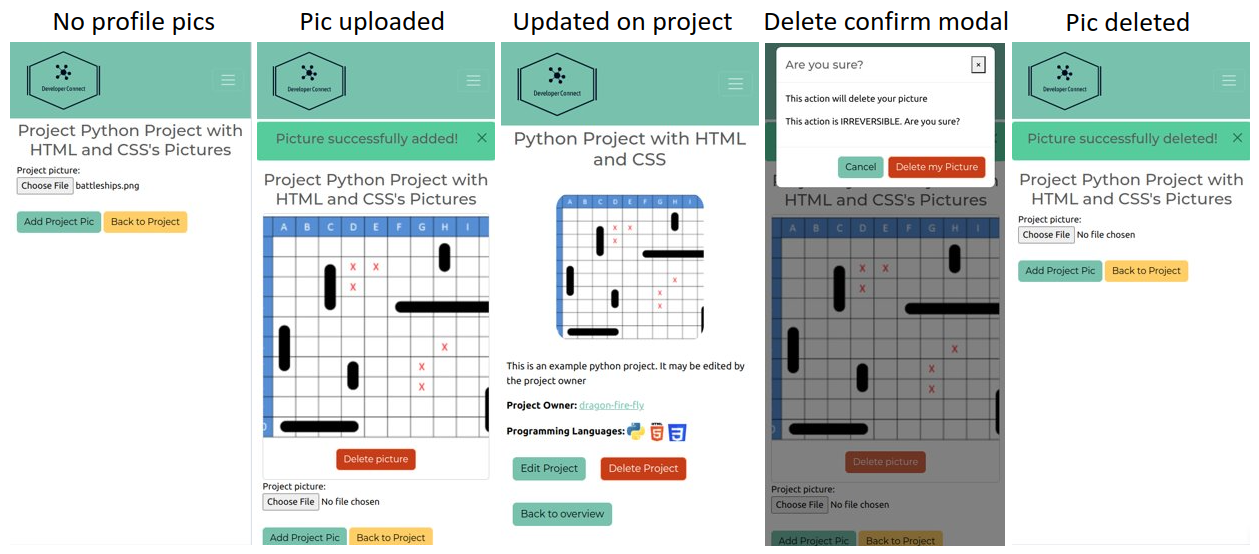 No profile pics
Developer Connect
Project Python Project with
HTML and CSS's Pictures
Project picture:
Choose File battleships.png
Add Project Pic Back to Project
Pic uploaded
Developer Connect
Picture successfully added! ×
Project Python Project with
HTML and CSS's Pictures
A B C D E F G H I
X X
X
X
X
X
Delete picture
Project picture:
Choose File No file chosen
Add Project Pic Back to Project
Updated on project
Developer Connect
Python Project with HTML
and CSS
A B C D E F G H I
X X
X
X
X
X
This is an example python project. It may be edited by
the project owner
Project Owner: dragon-fire-fly
Programming Languages: HTML 5 3
Edit Project Delete Project
Back to overview
Delete confirm modal
Are you sure? ×
This action will delete your picture
This action is IRREVERSIBLE. Are you sure?
Cancel Delete my Picture
HTML and CSS's Pictures
A B C D E F G H I
X X
X
X
X
X
Delete picture
Project picture:
Choose File No file chosen
Add Project Pic Back to Project
Pic deleted
Developer Connect
Picture successfully deleted! ×
Project Python Project with
HTML and CSS's Pictures
Project picture:
Choose File No file chosen
Add Project Pic Back to Project